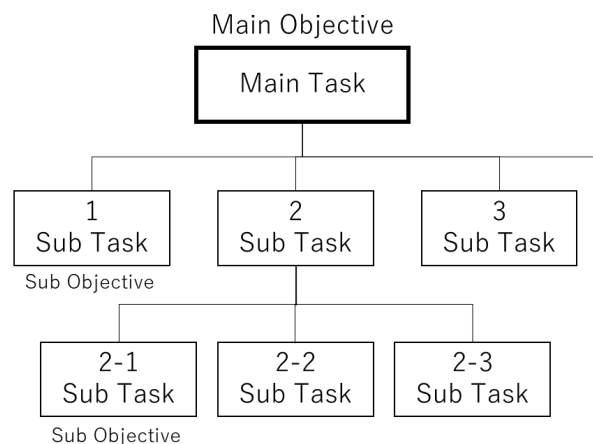 Main Objective
Main Task
1
Sub Task
2
Sub Task
3
Sub Task
Sub Objective
2-1
Sub Task
2-2
Sub Task
2-3
Sub Task
Sub Objective